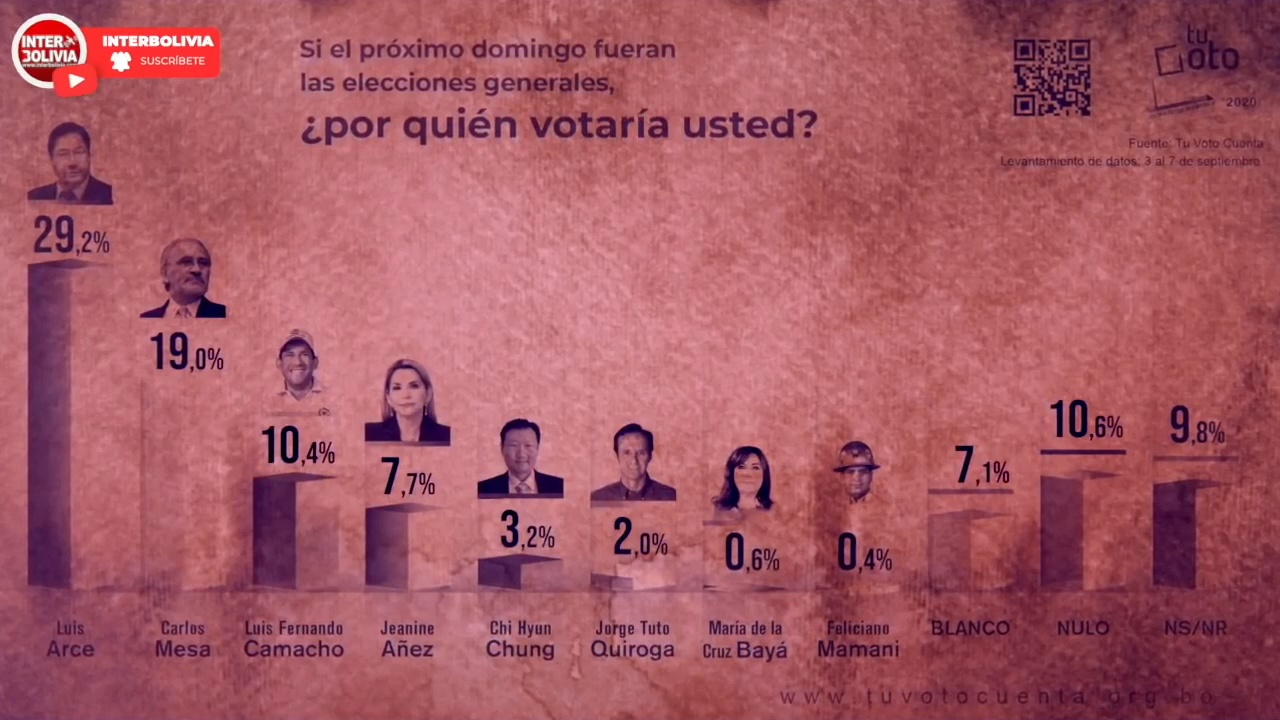 INTER
BOLIVIA
INTERBOLIVIA
SUSCRÍBETE
Si el próximo domingo fueran
las elecciones generales,
¿por quién votaría usted?
tu
oto
2020
Fuente: Tu Voto Cuenta
Levantamiento de datos: 3 al 7 de septiembre
29,2%
19,0%
10,4%
7,7%
3,2%
2,0%
0,6%
0,4%
7,1%
10,6%
9,8%
Luis
Arce
Carlos
Mesa
Luis Fernando
Camacho
Jeanine
Áñez
Chi Hyun
Chung
Jorge Tuto
Quiroga
María de la
Cruz Bayá
Feliciano
Mamani
BLANCO
NULO
NS/NR
www.tuvotocuenta.org.bo